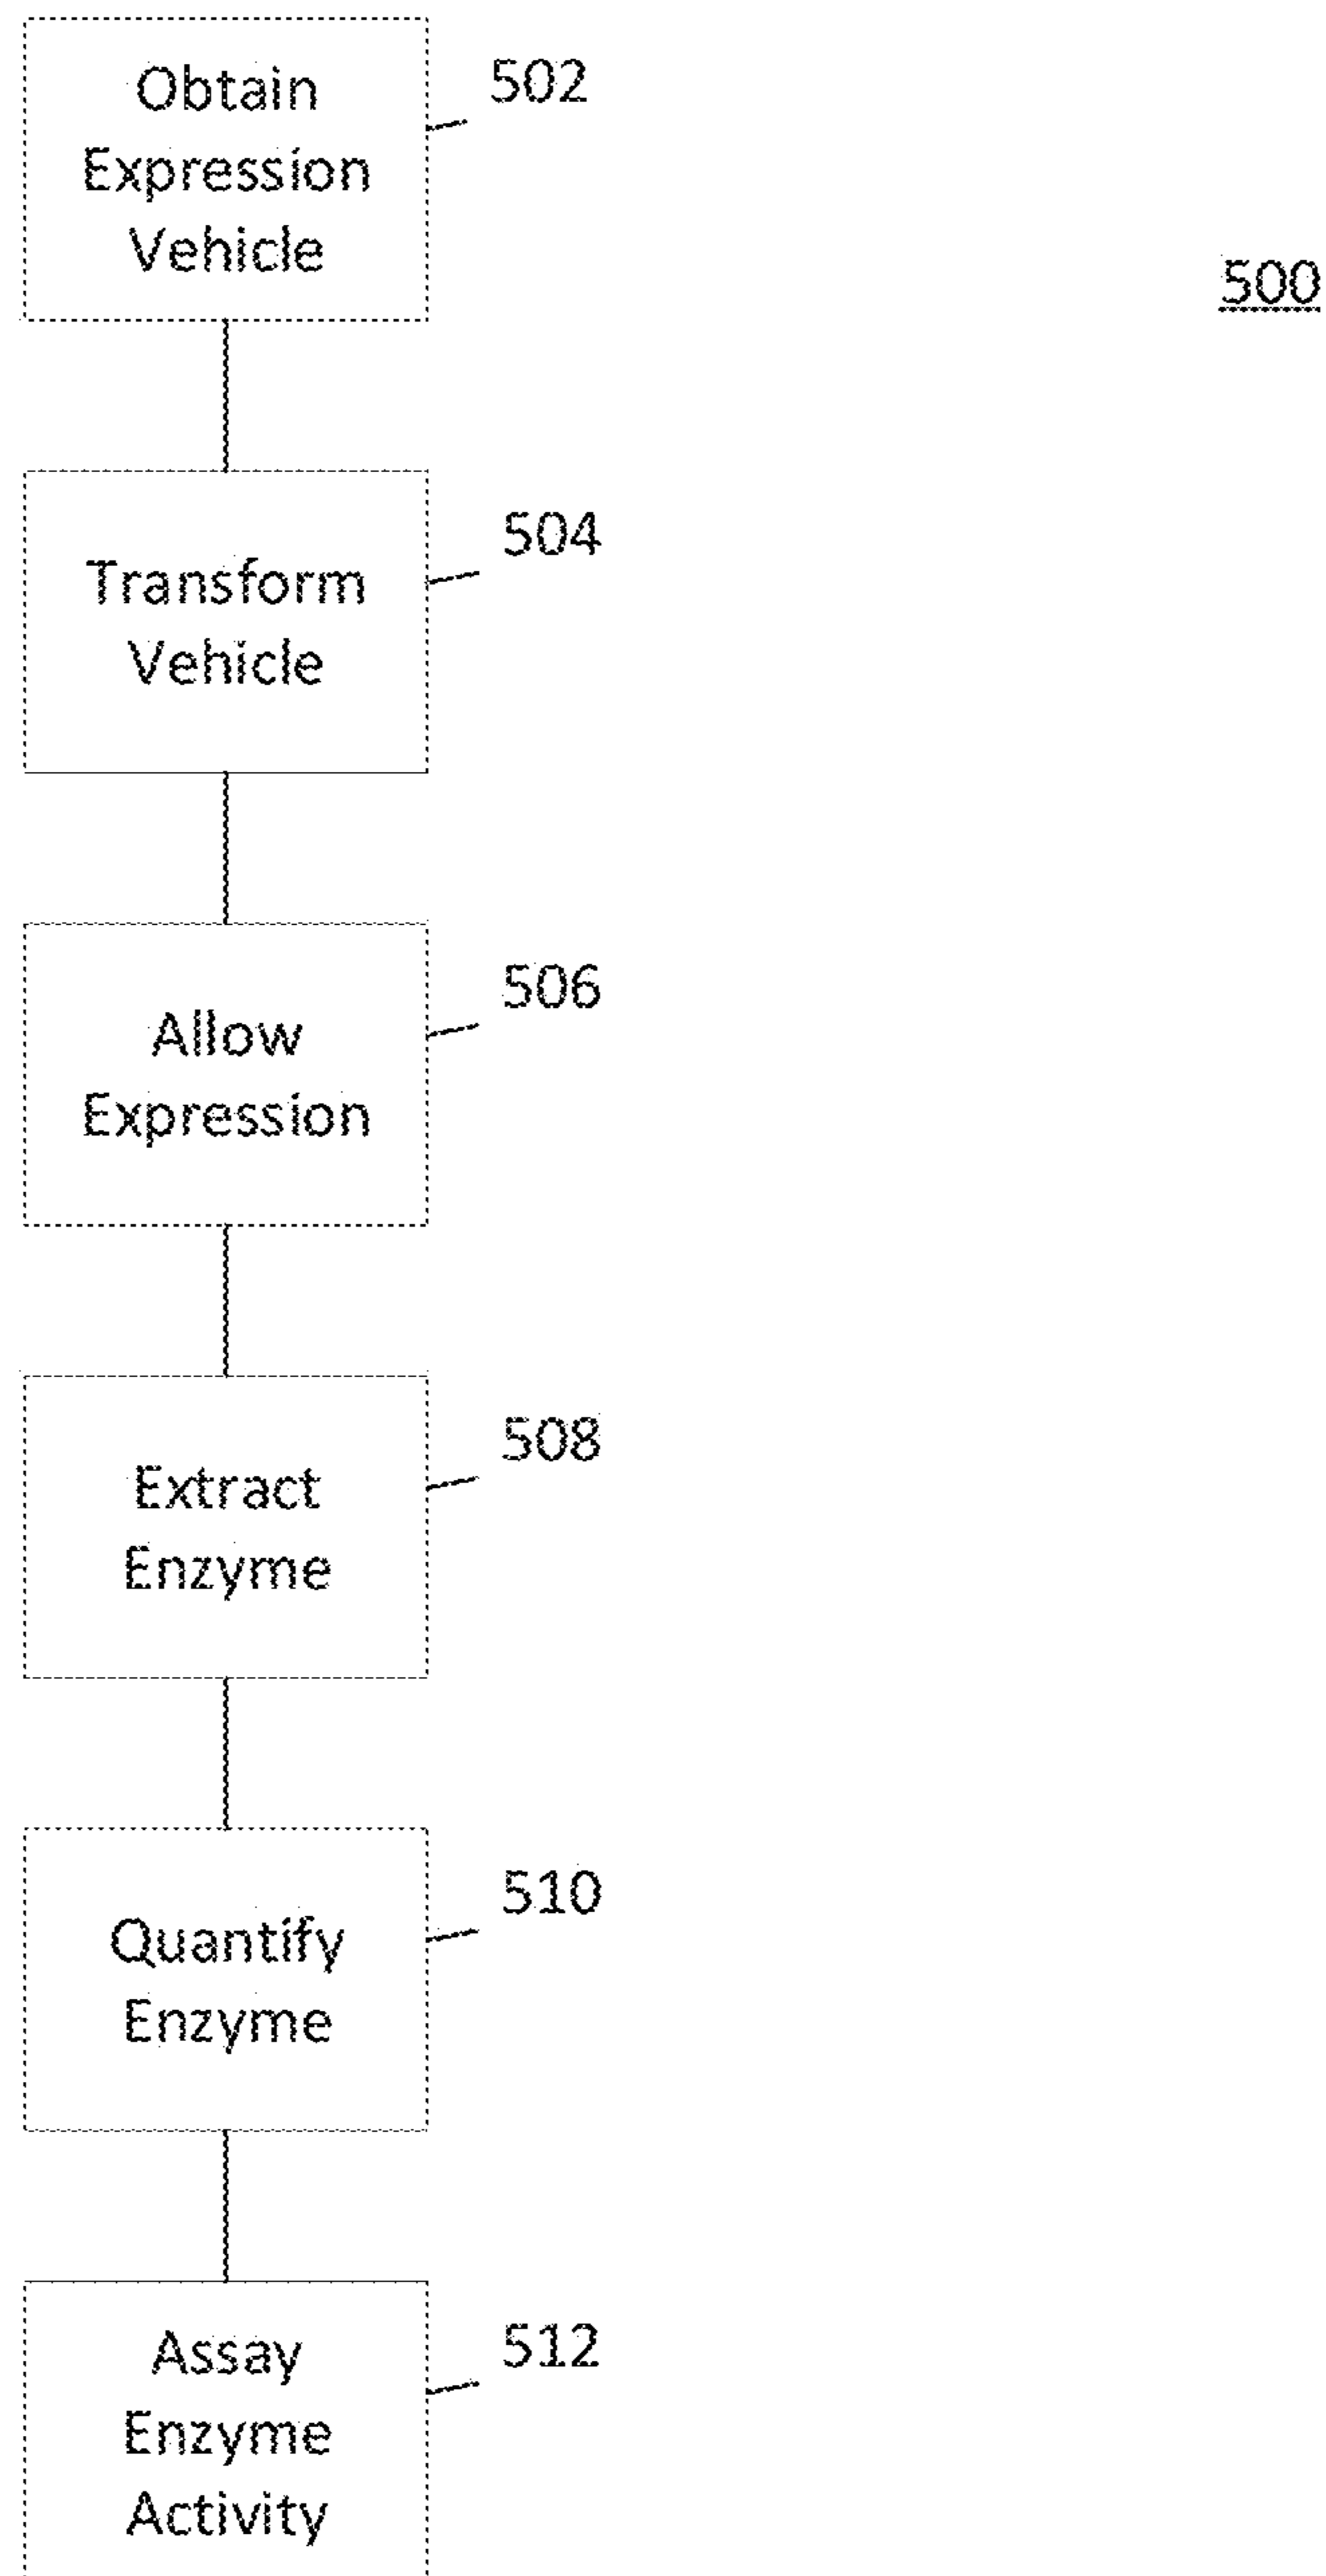 Obtain
Expression
Vehicle
502
500
Transform
Vehicle
504
Allow
Expression
506
Extract
Enzyme
508
Quantify
Enzyme
510
Assay
Enzyme
Activity
512